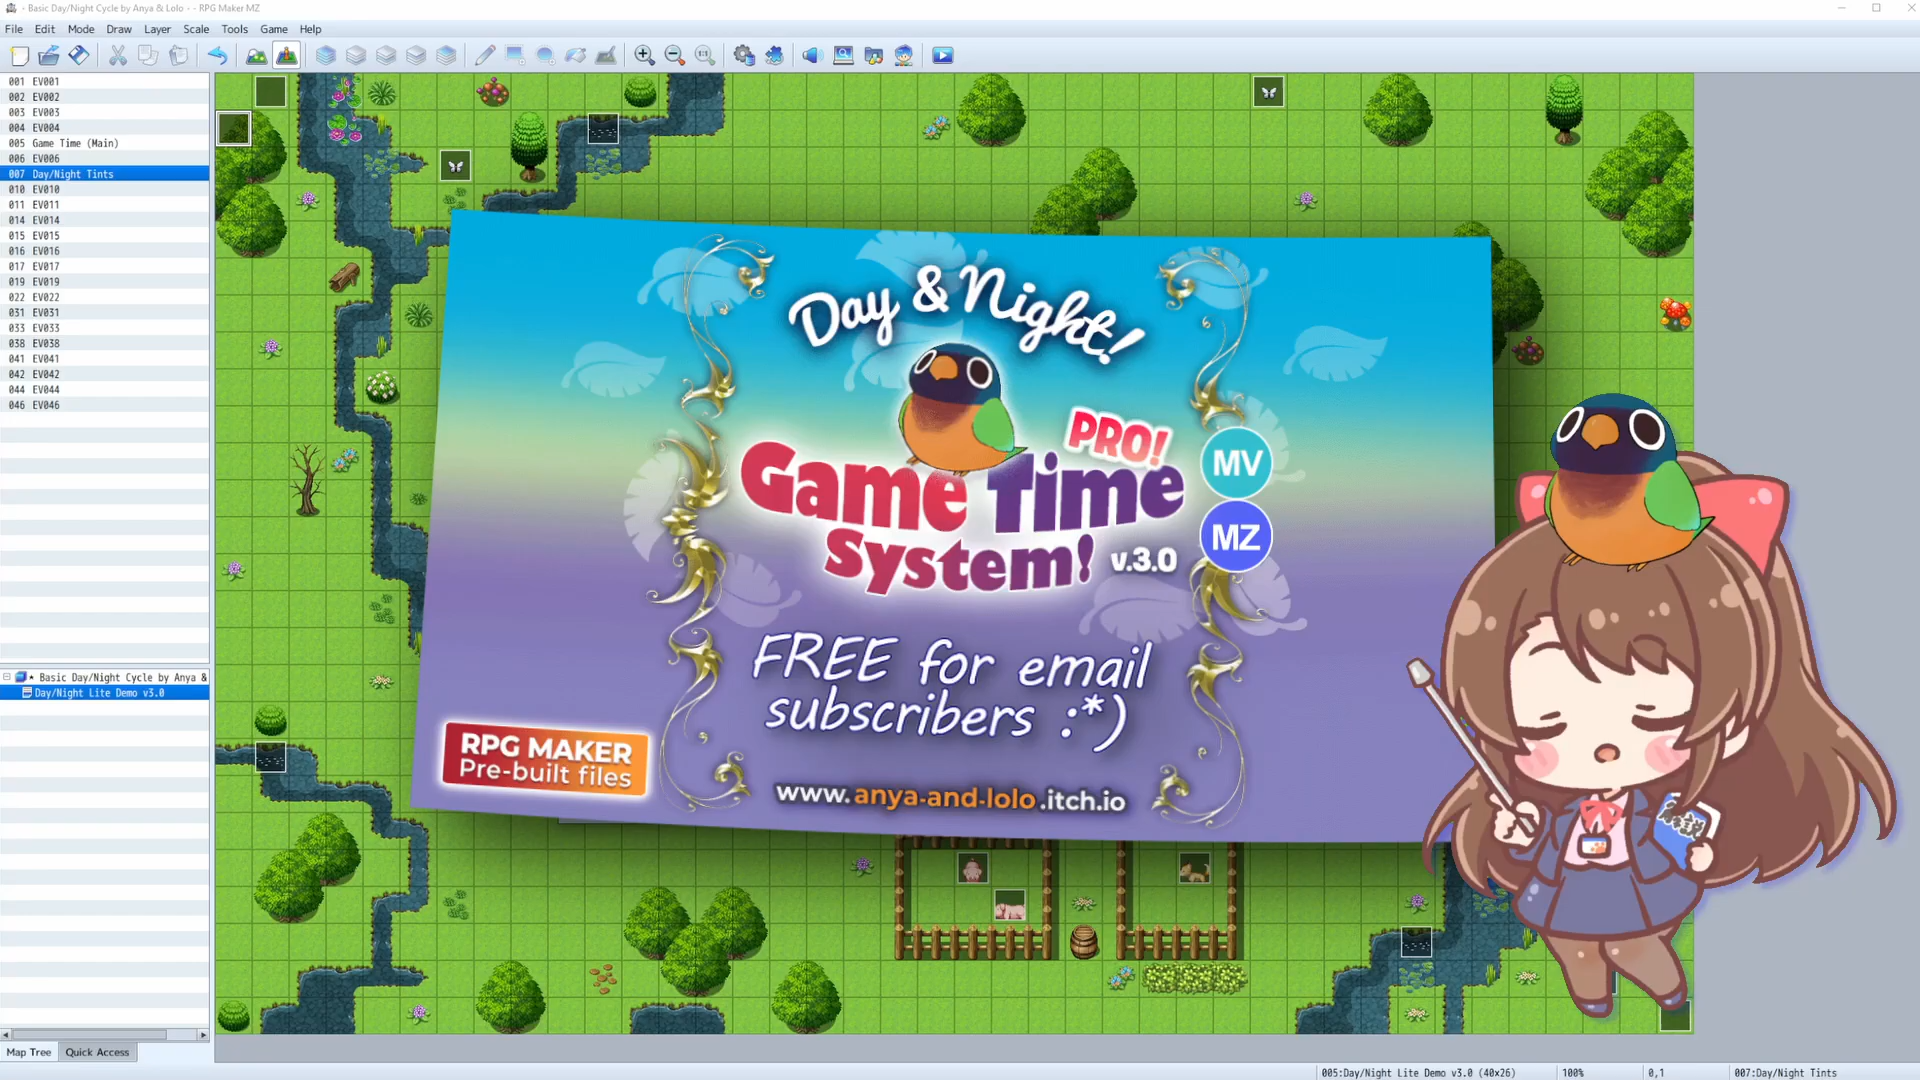 - Basic Day/Night Cycle by Anya & Lolo - - RPG Maker MZ
File Edit Mode Draw Layer Scale Tools Game Help
001 EV001
002 EV002
003 EV003
004 EV004
005 Game Time (Main)
006 EV006
007 Day/Night Tints
010 EV010
011 EV011
014 EV014
015 EV015
016 EV016
017 EV017
019 EV019
022 EV022
031 EV031
033 EV033
038 EV038
041 EV041
042 EV042
044 EV044
046 EV046
Basic Day/Night Cycle by Anya &
Day/Night Lite Demo v3.0
Map Tree Quick Access
Day & Night!
PRO!
Game Time
System! v.3.0
MV
MZ
FREE for email
subscribers :*)
RPG MAKER
Pre-built files
www.anya-and-lolo.itch.io
1:1
005:Day/Night Lite Demo v3.0 (40x26) 100% 0,1 007:Day/Night Tints